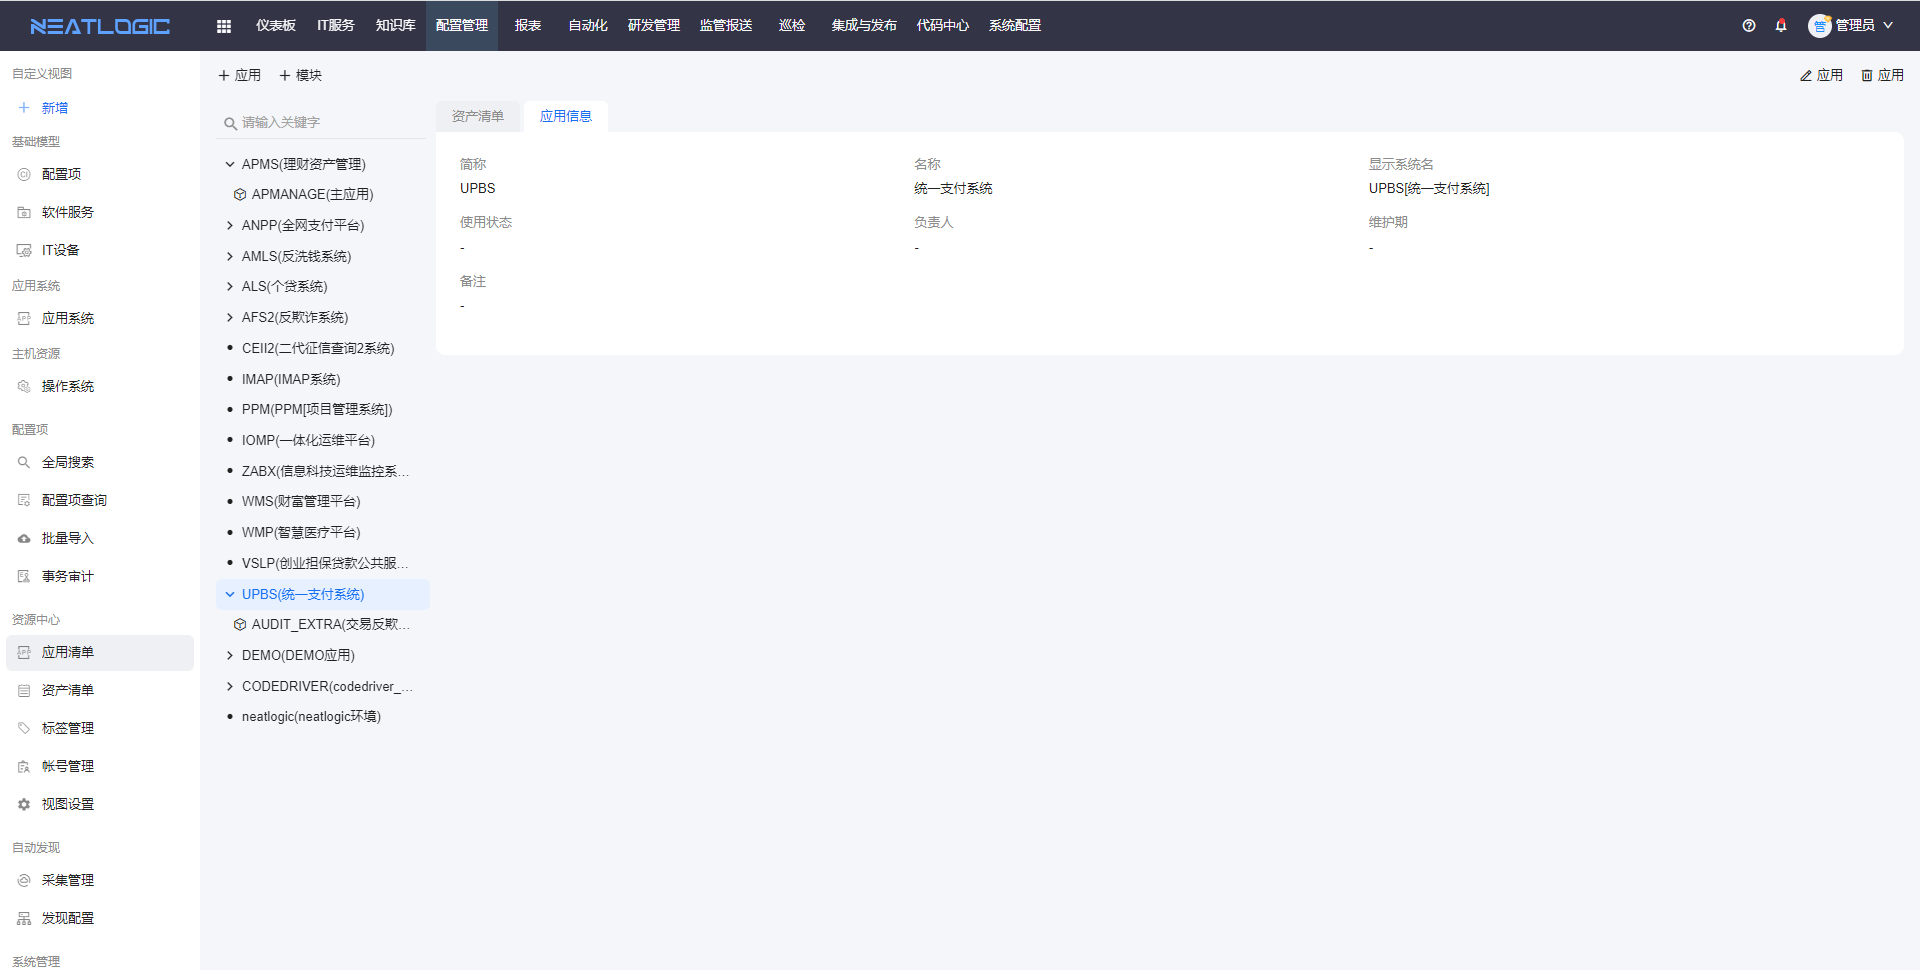 NEATLOGIC
仪表板
IT服务
知识库
配置管理
报表
自动化
研发管理
监管报送
巡检
集成与发布
代码中心
系统配置
管
管理员
自定义视图
新增
基础模型
配置项
软件服务
IT设备
应用系统
应用系统
主机资源
操作系统
配置项
全局搜索
配置项查询
批量导入
事务审计
资源中心
应用清单
资产清单
标签管理
帐号管理
视图设置
自动发现
采集管理
发现配置
系统管理
应用
模块
应用
应用
请输入关键字
APMS(理财资产管理)
APMANAGE(主应用)
ANPP(全网支付平台)
AMLS(反洗钱系统)
ALS(个贷系统)
AFS2(反欺诈系统)
CEII2(二代征信查询2系统)
IMAP(IMAP系统)
PPM(PPM[项目管理系统])
IOMP(一体化运维平台)
ZABX(信息科技运维监控系...
WMS(财富管理平台)
WMP(智慧医疗平台)
VSLP(创业担保贷款公共服...
UPBS(统一支付系统)
AUDIT_EXTRA(交易反欺...
DEMO(DEMO应用)
CODEDRIVER(codedriver_...
neatlogic(neatlogic环境)
资产清单
应用信息
简称
UPBS
名称
统一支付系统
显示系统名
UPBS[统一支付系统]
使用状态
-
负责人
-
维护期
-
备注
-